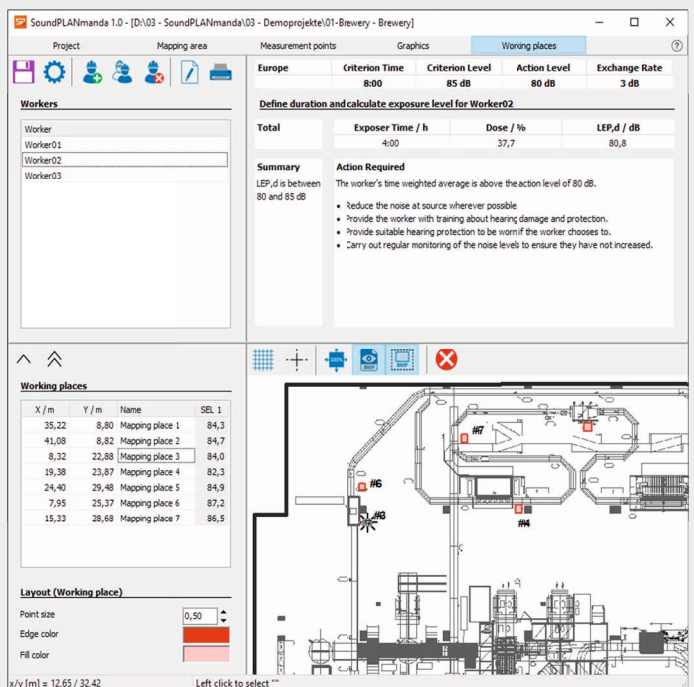 SoundPLANmanda 1.0 - [D:\03 - SoundPLANmanda\03 - Demoprojekte\01-Brewery - Brewery]
Project Mapping area Measurement points Graphics Working places
Europe Criterion Time Criterion Level Action Level Exchange Rate
8:00 85 dB 80 dB 3 dB
Workers
Worker
Worker01
Worker02
Worker03
Define duration and calculate exposure level for Worker02
Total Exposer Time / h Dose / % LEP,d / dB
4:00 37,7 80,8
Summary
LEP,d is between
80 and 85 dB
Action Required
The worker's time weighted average is above the action level of 80 dB.
• Reduce the noise at source wherever possible
• Provide the worker with training about hearing damage and protection.
• Provide suitable hearing protection to be worn if the worker chooses to.
• Carry out regular monitoring of the noise levels to ensure they have not increased.
100%
BMP
BMP
Working places
X / m Y / m Name SEL 1
35,22 8,80 Mapping place 1 84,3
41,08 8,82 Mapping place 2 84,7
8,32 22,88 Mapping place 3 84,0
19,38 23,87 Mapping place 4 82,3
24,40 29,48 Mapping place 5 84,9
7,95 25,37 Mapping place 6 87,2
15,33 28,68 Mapping place 7 86,5
#7
#6
#3
#4
Layout (Working place)
Point size 0,50
Edge color
Fill color
x/y [m] = 12.65 / 32.42 Left click to select ""